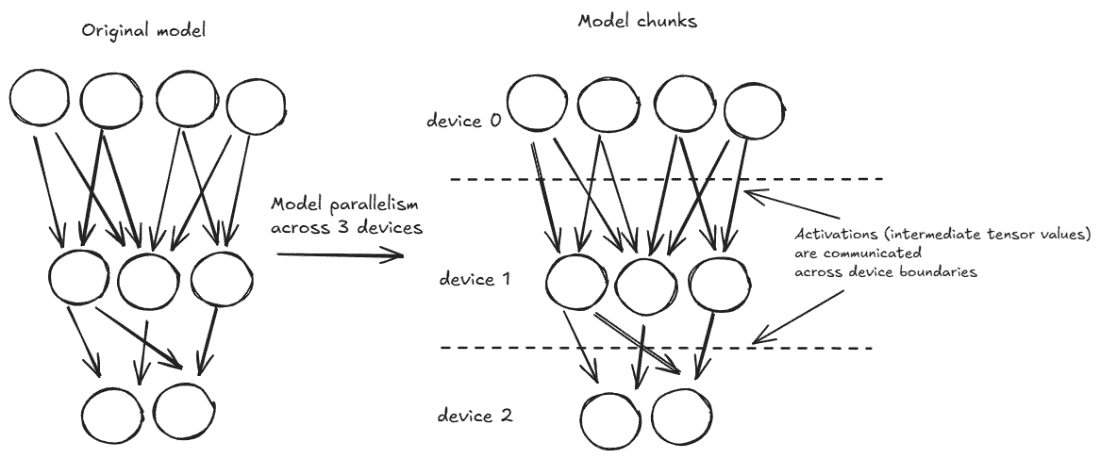 Original model
Model chunks
device 0
Model parallelism
across 3 devices
Activations (intermediate tensor values)
are communicated
across device boundaries
device 1
device 2